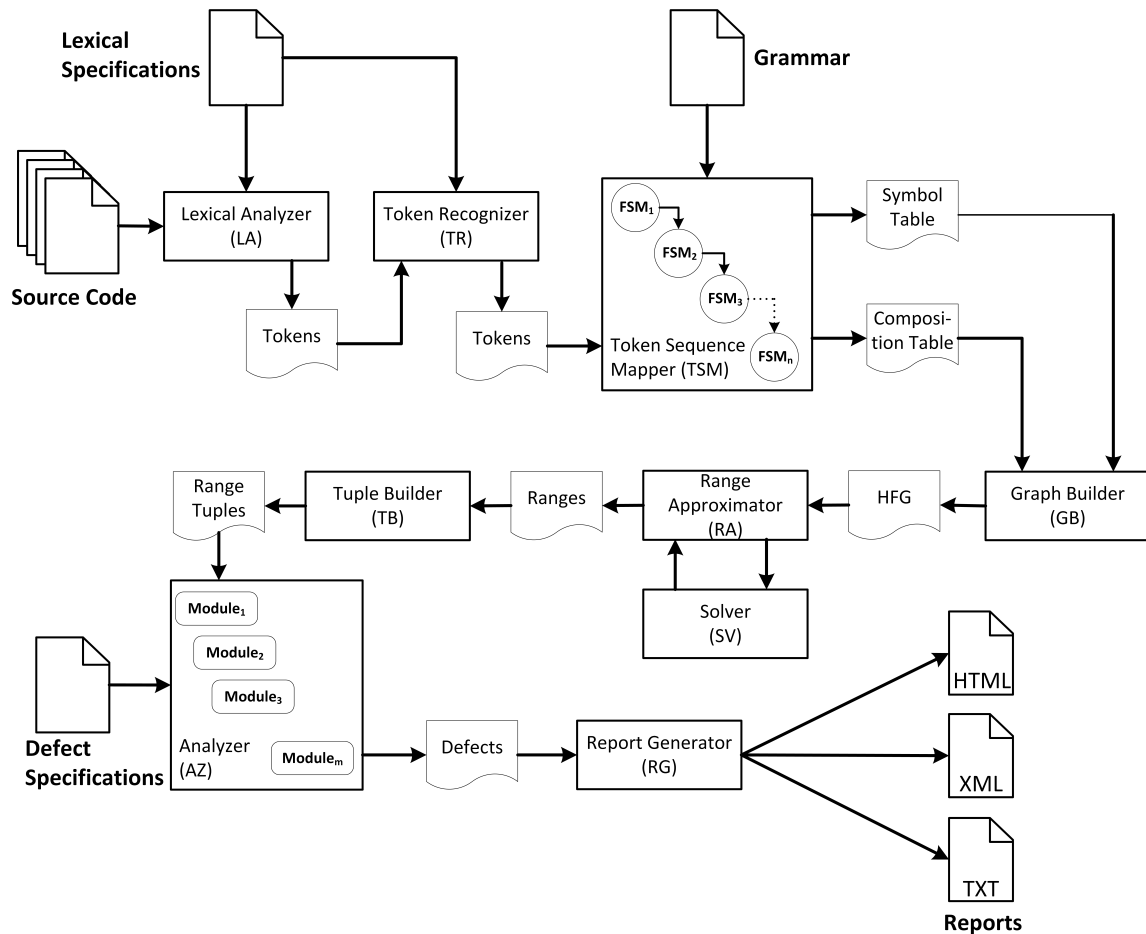 Lexical
Specifications
Grammar
Source Code
Lexical Analyzer
(LA)
Token Recognizer
(TR)
Tokens
Tokens
FSM₁
FSM₂
FSM₃
FSMₙ
Token Sequence
Mapper (TSM)
Symbol
Table
Composi-
tion Table
Range
Tuples
Tuple Builder
(TB)
Ranges
Range
Approximator
(RA)
HFG
Graph Builder
(GB)
Solver
(SV)
Defect
Specifications
Module₁
Module₂
Module₃
Moduleₘ
Analyzer
(AZ)
Defects
Report Generator
(RG)
HTML
XML
TXT
Reports